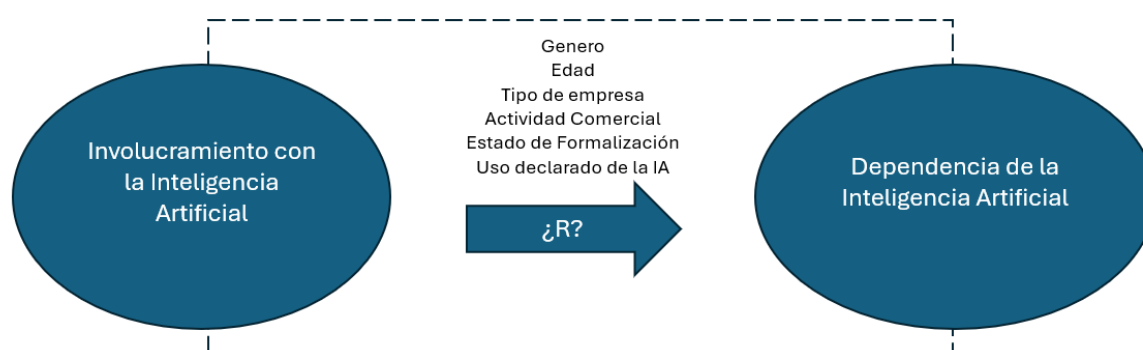 Genero
Edad
Tipo de empresa
Actividad Comercial
Estado de Formalización
Uso declarado de la IA
Involucramiento con
la Inteligencia
Artificial
¿R?
Dependencia de la
Inteligencia Artificial